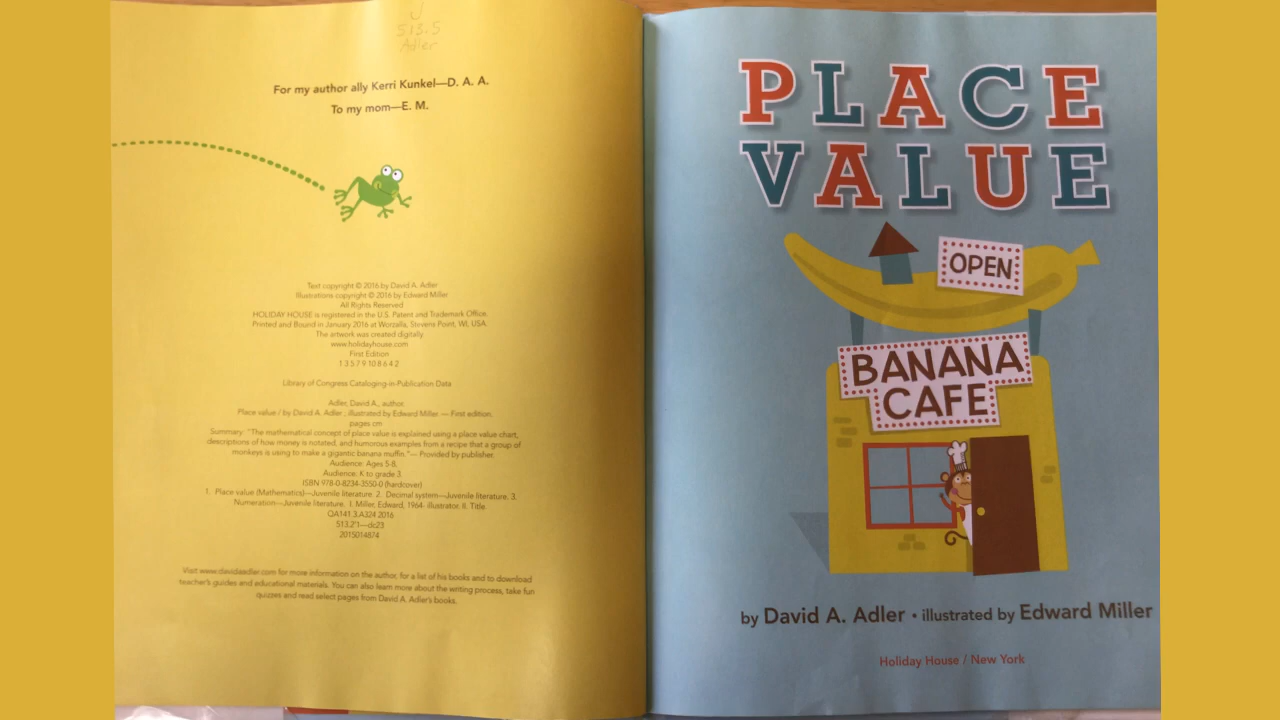 J
513.5
Adler
For my author ally Kerri Kunkel—D. A. A.
To my mom—E. M.
Text copyright © 2016 by David A. Adler
Illustrations copyright © 2016 by Edward Miller
All Rights Reserved
HOLIDAY HOUSE is registered in the U.S. Patent and Trademark Office.
Printed and Bound in January 2016 at Worzalla, Stevens Point, WI, USA.
The artwork was created digitally.
www.holidayhouse.com
First Edition
1 3 5 7 9 10 8 6 4 2
Library of Congress Cataloging-in-Publication Data
Adler, David A., author.
Place value / by David A. Adler ; illustrated by Edward Miller — First edition.
pages cm
Summary: "The mathematical concept of place value is explained using a place value chart,
descriptions of how money is notated, and humorous examples from a recipe that a group of
monkeys is using to make a gigantic banana muffin."— Provided by publisher.
Audience: Ages 5-8.
Audience: K to grade 3.
ISBN 978-0-8234-3550-0 (hardcover)
1. Place value (Mathematics)—Juvenile literature. 2. Decimal system—Juvenile literature. 3.
Numeration—Juvenile literature. I. Miller, Edward, 1964- illustrator. II. Title.
QA141.3.A324 2016
513.2'1—dc23
2015014874
Visit www.davidaadler.com for more information on the author, for a list of his books and to download
teacher's guides and educational materials. You can also learn more about the writing process, take fun
quizzes and read select pages from David A. Adler's books.
PLACE
VALUE
OPEN
BANANA
CAFE
by David A. Adler • illustrated by Edward Miller
Holiday House / New York